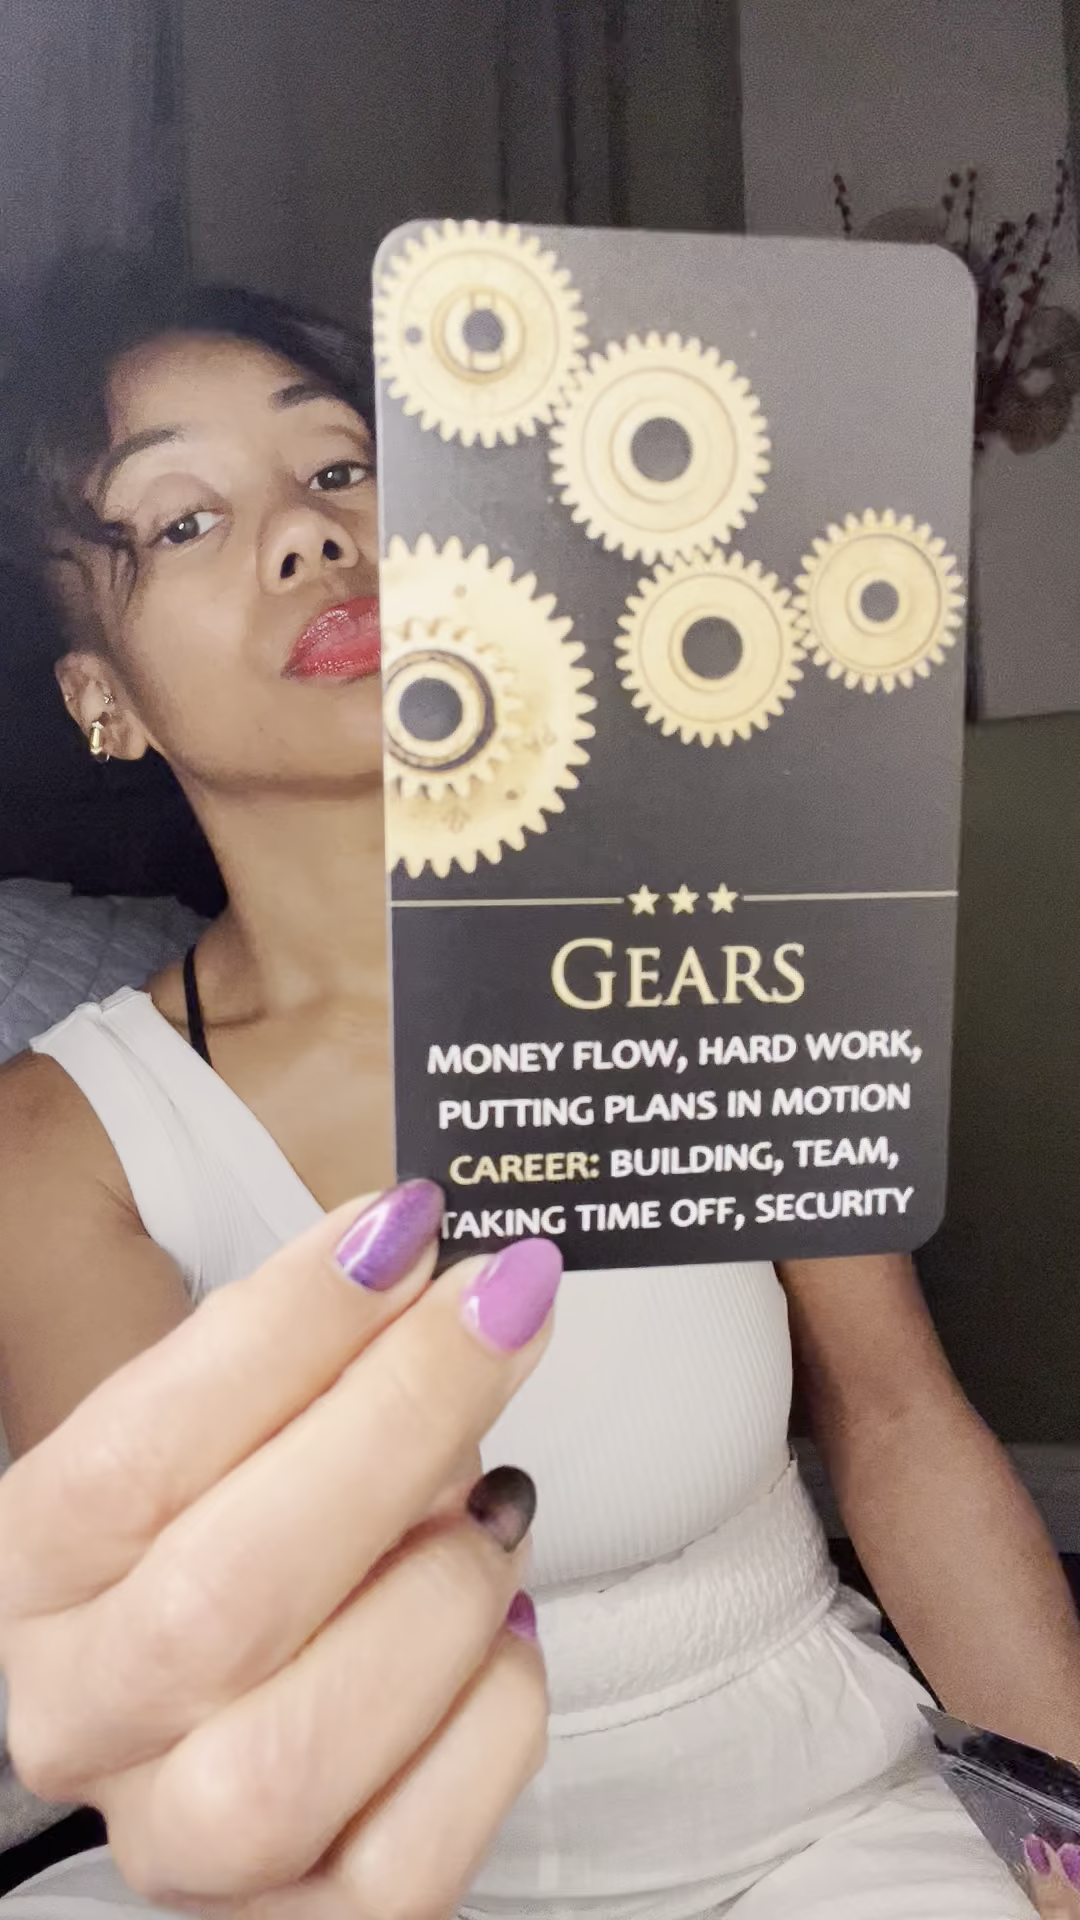 GEARS
MONEY FLOW, HARD WORK,
PUTTING PLANS IN MOTION
CAREER: BUILDING, TEAM,
TAKING TIME OFF, SECURITY